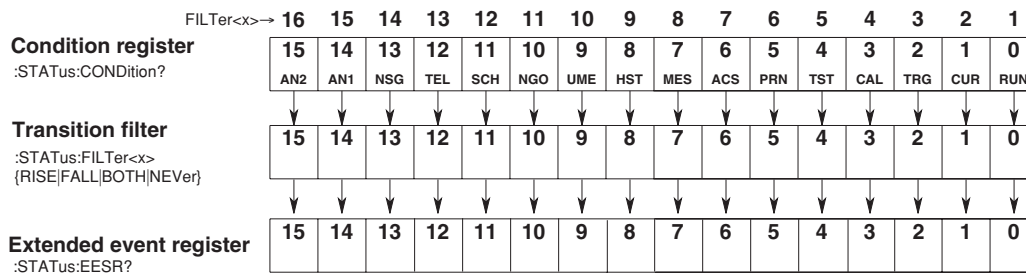 FILTer<x>→ 16 15 14 13 12 11 10 9 8 7 6 5 4 3 2 1
Condition register 15 14 13 12 11 10 9 8 7 6 5 4 3 2 1 0
:STATus:CONDition? AN2 AN1 NSG TEL SCH NGO UME HST MES ACS PRN TST CAL TRG CUR RUN
Transition filter 15 14 13 12 11 10 9 8 7 6 5 4 3 2 1 0
:STATus:FILTer<x>
{RISE|FALL|BOTH|NEVer}
Extended event register 15 14 13 12 11 10 9 8 7 6 5 4 3 2 1 0
:STATus:EESR?